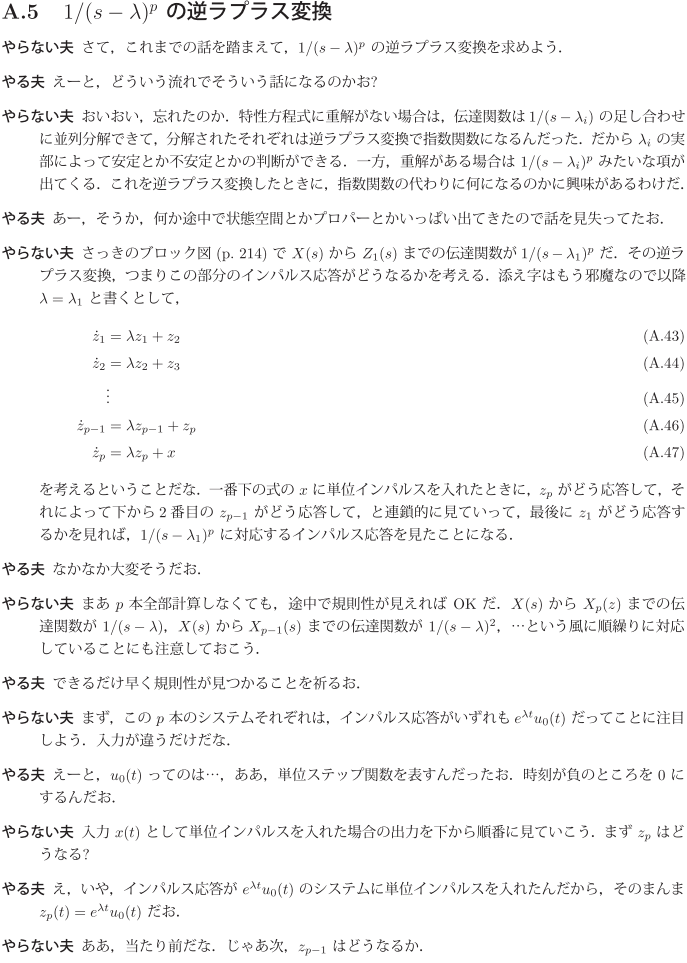 A.5 1/(s − λ)^p の逆ラプラス変換
やらない夫 さて，これまでの話を踏まえて，1/(s − λ)^p の逆ラプラス変換を求めよう．
やる夫 えーと，どういう流れでそういう話になるのかお?
やらない夫 おいおい，忘れたのか．特性方程式に重解がない場合は，伝達関数は 1/(s − λ_i) の足し合わせ
に並列分解できて，分解されたそれぞれは逆ラプラス変換で指数関数になるんだった．だから λ_i の実
部によって安定とか不安定とかの判断ができる．一方，重解がある場合は 1/(s − λ_i)^p みたいな項が
出てくる．これを逆ラプラス変換したときに，指数関数の代わりに何になるのかに興味があるわけだ．
やる夫 あー，そうか，何か途中で状態空間とかプロパーとかいっぱい出てきたので話を見失ってたお．
やらない夫 さっきのブロック図 (p. 214) で X(s) から Z_1(s) までの伝達関数が 1/(s − λ_1)^p だ．その逆ラ
プラス変換，つまりこの部分のインパルス応答がどうなるかを考える．添え字はもう邪魔なので以降
λ = λ_1 と書くとして，
ż_1 = λz_1 + z_2 (A.43)
ż_2 = λz_2 + z_3 (A.44)
⋮ (A.45)
ż_{p−1} = λz_{p−1} + z_p (A.46)
ż_p = λz_p + x (A.47)
を考えるということだな．一番下の式の x に単位インパルスを入れたときに，z_p がどう応答して，そ
れによって下から 2 番目の z_{p−1} がどう応答して，と連鎖的に見ていって，最後に z_1 がどう応答す
るかを見れば，1/(s − λ_1)^p に対応するインパルス応答を見たことになる．
やる夫 なかなか大変そうだお．
やらない夫 まあ p 本全部計算しなくても，途中で規則性が見えれば OK だ．X(s) から X_p(z) までの伝
達関数が 1/(s − λ)，X(s) から X_{p−1}(s) までの伝達関数が 1/(s − λ)^2，⋯という風に順繰りに対応
していることにも注意しておこう．
やる夫 できるだけ早く規則性が見つかることを祈るお．
やらない夫 まず，この p 本のシステムそれぞれは，インパルス応答がいずれも e^{λt}u_0(t) だってことに注目
しよう．入力が違うだけだな．
やる夫 えーと，u_0(t) ってのは⋯，ああ，単位ステップ関数を表すんだったお．時刻が負のところを 0 に
するんだお．
やらない夫 入力 x(t) として単位インパルスを入れた場合の出力を下から順番に見ていこう．まず z_p はど
うなる?
やる夫 え，いや，インパルス応答が e^{λt}u_0(t) のシステムに単位インパルスを入れたんだから，そのまんま
z_p(t) = e^{λt}u_0(t) だお．
やらない夫 ああ，当たり前だな．じゃあ次，z_{p−1} はどうなるか．